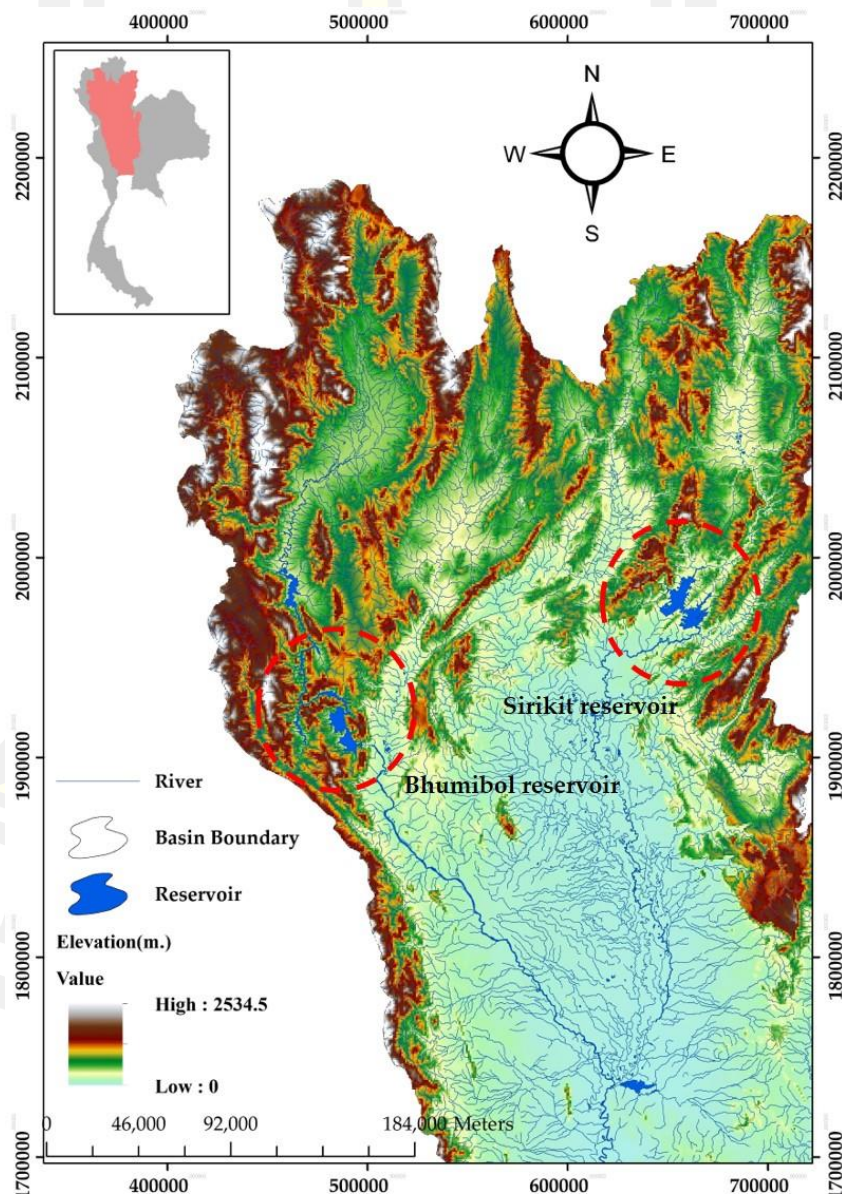 400000 500000 600000 700000
N
W E
S
2200000 2200000
2100000 2100000
2000000 2000000
Sirikit reservoir
Bhumibol reservoir
1900000 1900000
River
Basin Boundary
Reservoir
Elevation(m.)
Value
High : 2534.5
Low : 0
1800000 1800000
0 46,000 92,000 184,000 Meters
1700000 1700000
400000 500000 600000 700000